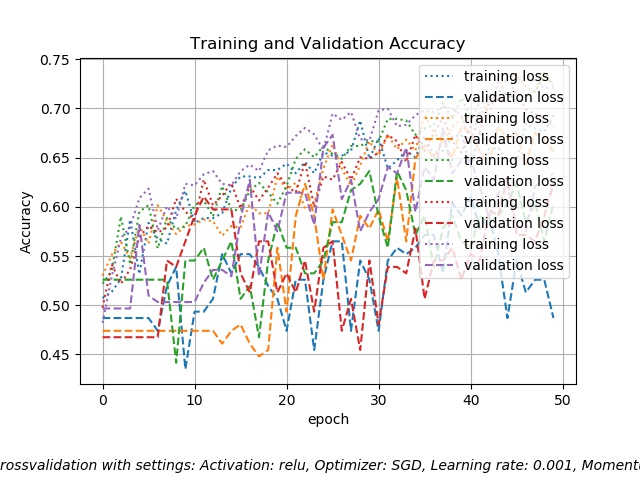 Training and Validation Accuracy
0.75
0.70
0.65
0.60
0.55
0.50
0.45
Accuracy
training loss
validation loss
training loss
validation loss
training loss
validation loss
training loss
validation loss
training loss
validation loss
0 10 20 30 40 50
epoch
rossvalidation with settings: Activation: relu, Optimizer: SGD, Learning rate: 0.001, Moment